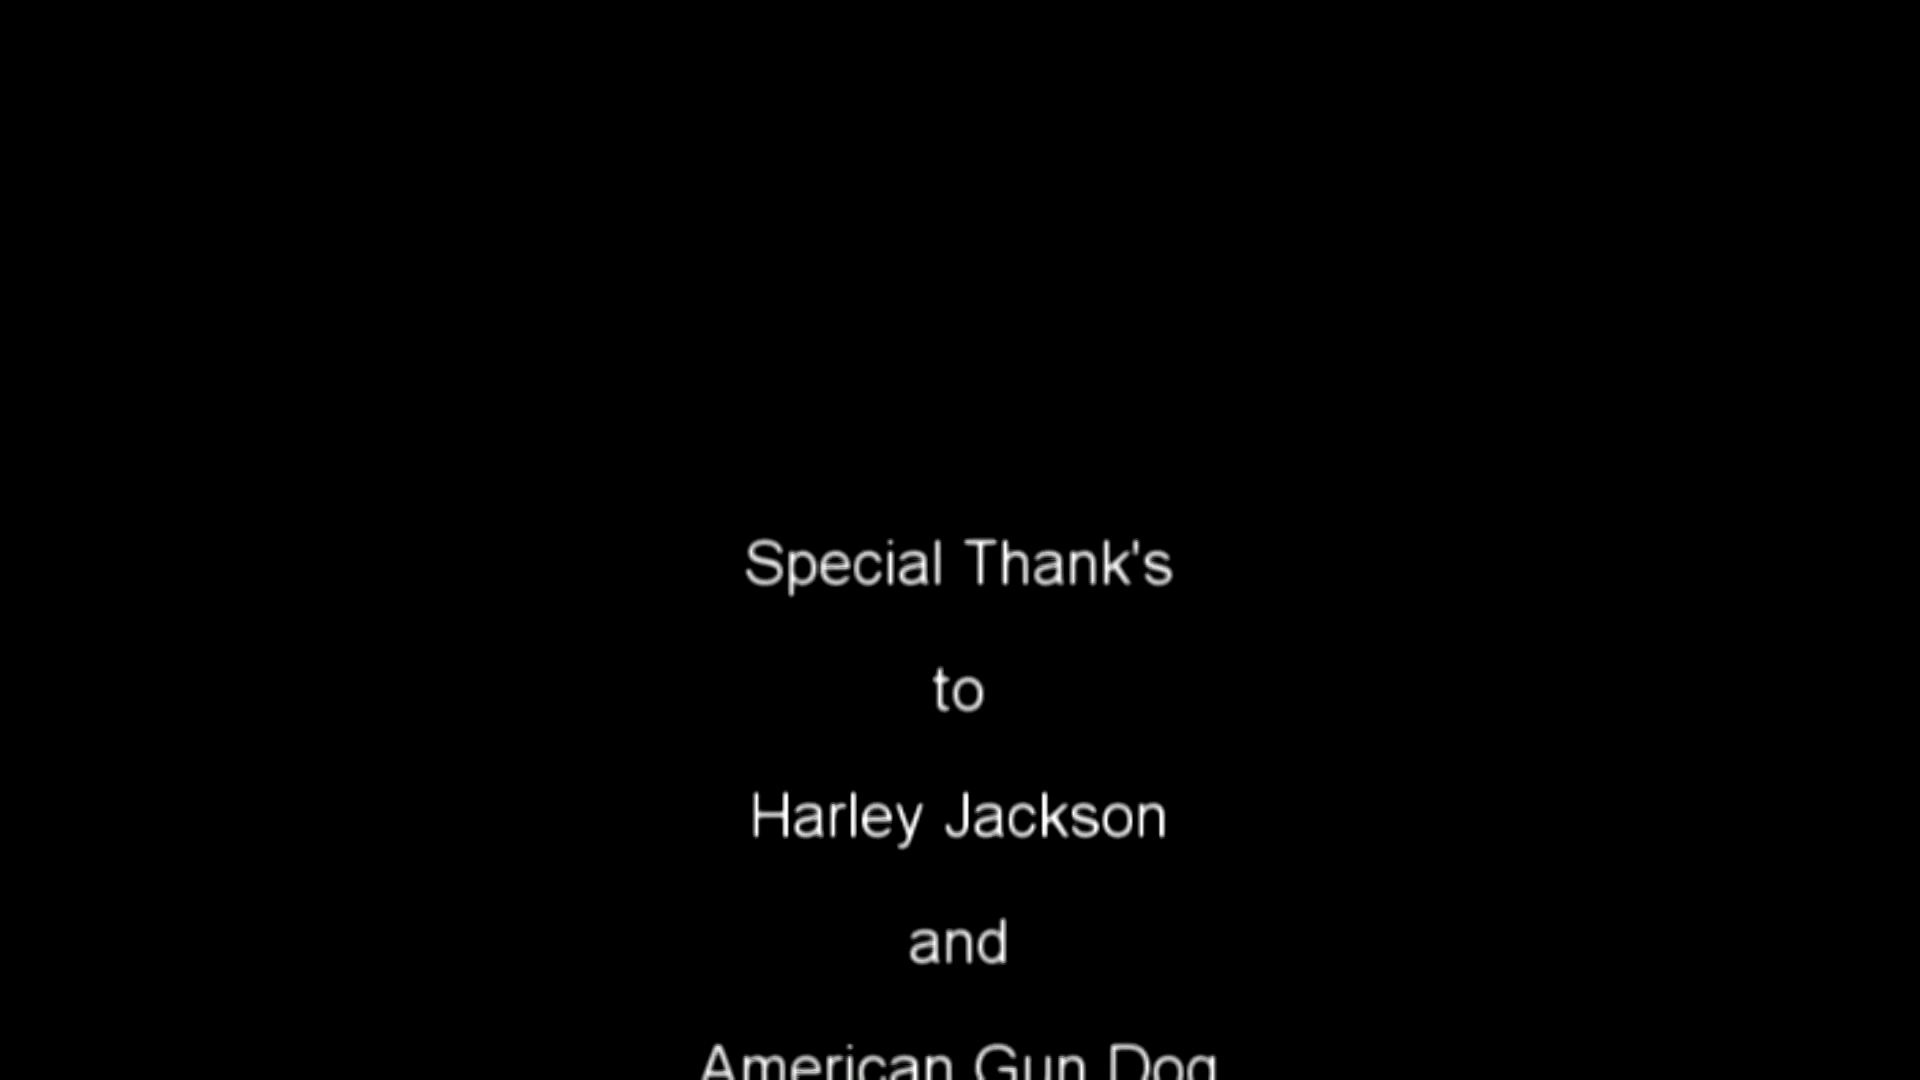 Special Thank's
to
Harley Jackson
and
American Gun Dog